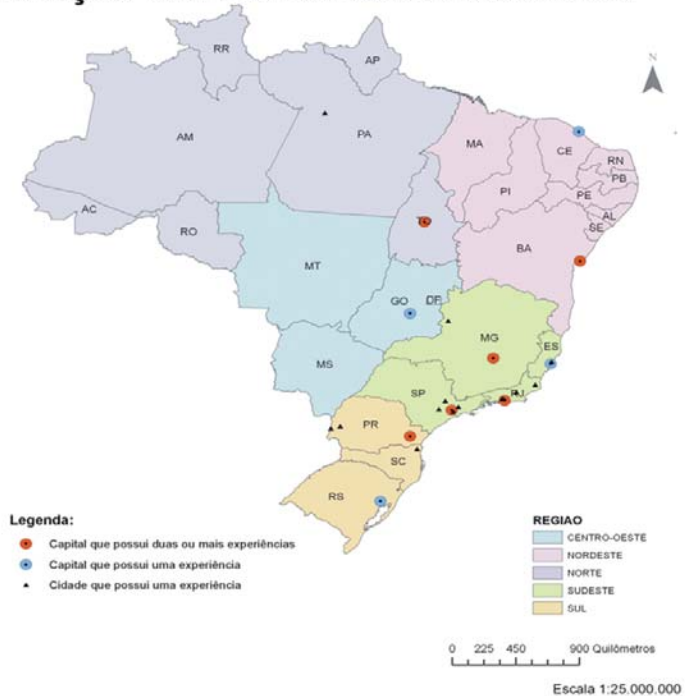 N
RR
AP
AM
PA
MA
CE
RN
PB
PI
PE
AC
AL
SE
TO
RO
BA
MT
GO
DF
MG
ES
MS
SP
RJ
PR
SC
RS
Legenda:
Capital que possui duas ou mais experiências
Capital que possui uma experiência
Cidade que possui uma experiência
REGIAO
CENTRO-OESTE
NORDESTE
NORTE
SUDESTE
SUL
0 225 450 900 Quilômetros
Escala 1:25.000.000